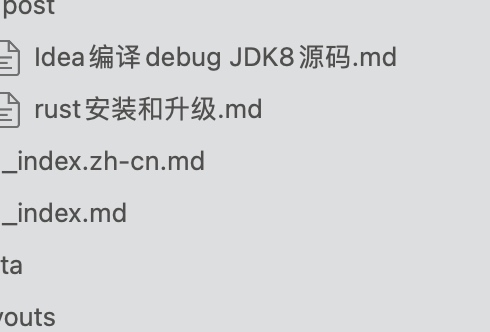 post
Idea编译debug JDK8源码.md
rust安装和升级.md
_index.zh-cn.md
_index.md
ta
youts